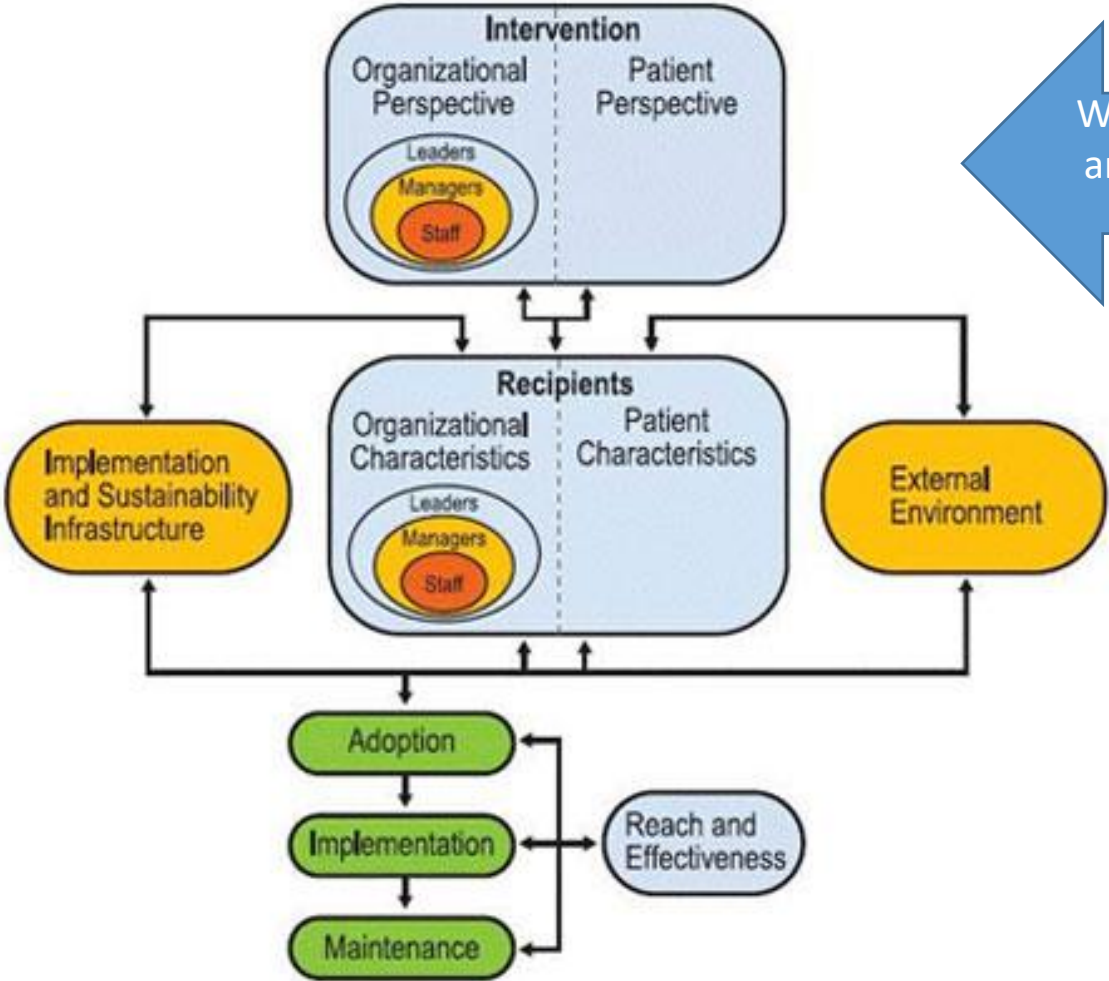 Intervention
Organizational
Perspective
Leaders
Managers
Staff
Patient
Perspective
Recipients
Organizational
Characteristics
Leaders
Managers
Staff
Patient
Characteristics
Implementation
and Sustainability
Infrastructure
External
Environment
Adoption
Implementation
Maintenance
Reach and
Effectiveness